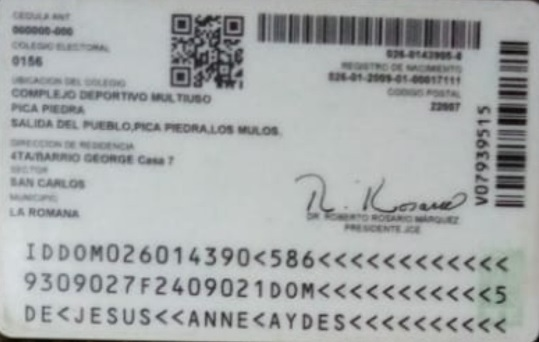 CEDULA ANT
000000-000
COLEGIO ELECTORAL
0156
UBICACION DEL COLEGIO
COMPLEJO DEPORTIVO MULTIUSO
PICA PIEDRA
SALIDA DEL PUEBLO,PICA PIEDRA,LOS MULOS.
DIRECCION DE RESIDENCIA
4TA/BARRIO GEORGE Casa 7
SECTOR
SAN CARLOS
MUNICIPIO
LA ROMANA
REGISTRO DE NACIMIENTO
026-01-2009-01-00017111
CODIGO POSTAL
22007
V07939515
DR. ROBERTO ROSARIO MARQUEZ
PRESIDENTE JCE
IDDOM026014390<586<<<<<<<<<<<<
9309027F2409021DOM<<<<<<<<<<<5
DE<JESUS<<ANNE<AYDES<<<<<<<<<<